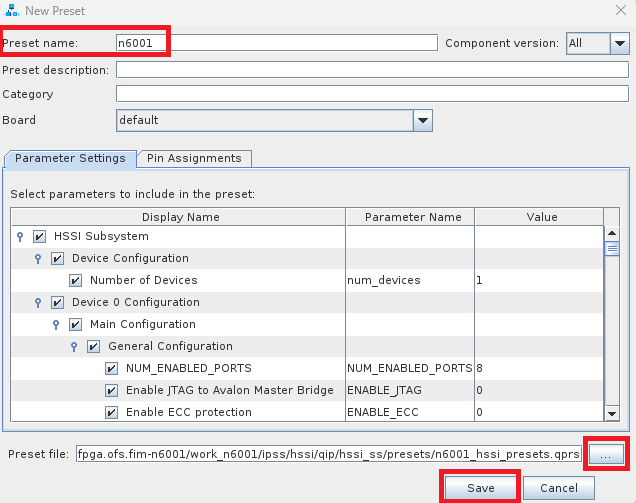 New Preset
Preset name: n6001 Component version: All
Preset description:
Category
Board default
Parameter Settings Pin Assignments
Select parameters to include in the preset:
Display Name Parameter Name Value
HSSI Subsystem
Device Configuration
Number of Devices num_devices 1
Device 0 Configuration
Main Configuration
General Configuration
NUM_ENABLED_PORTS NUM_ENABLED_PORTS 8
Enable JTAG to Avalon Master Bridge ENABLE_JTAG 0
Enable ECC protection ENABLE_ECC 0
Preset file: fpga.ofs.fim-n6001/work_n6001/ipss/hssi/qip/hssi_ss/presets/n6001_hssi_presets.qprs ...
Save Cancel